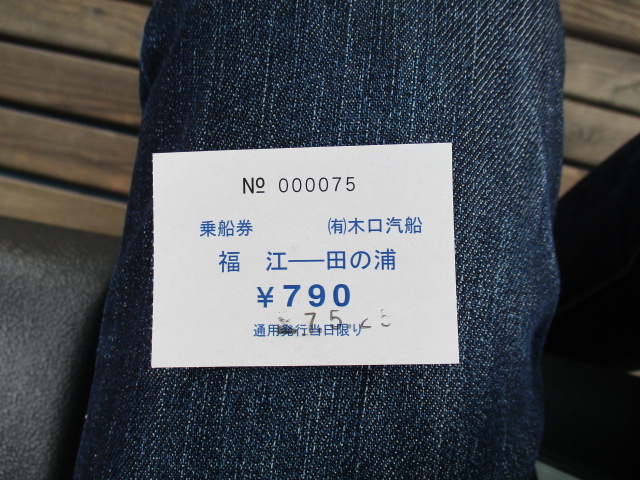 № 000075
乗船券 ㈲木口汽船
福 江──田の浦
¥790
通用発行当日限り